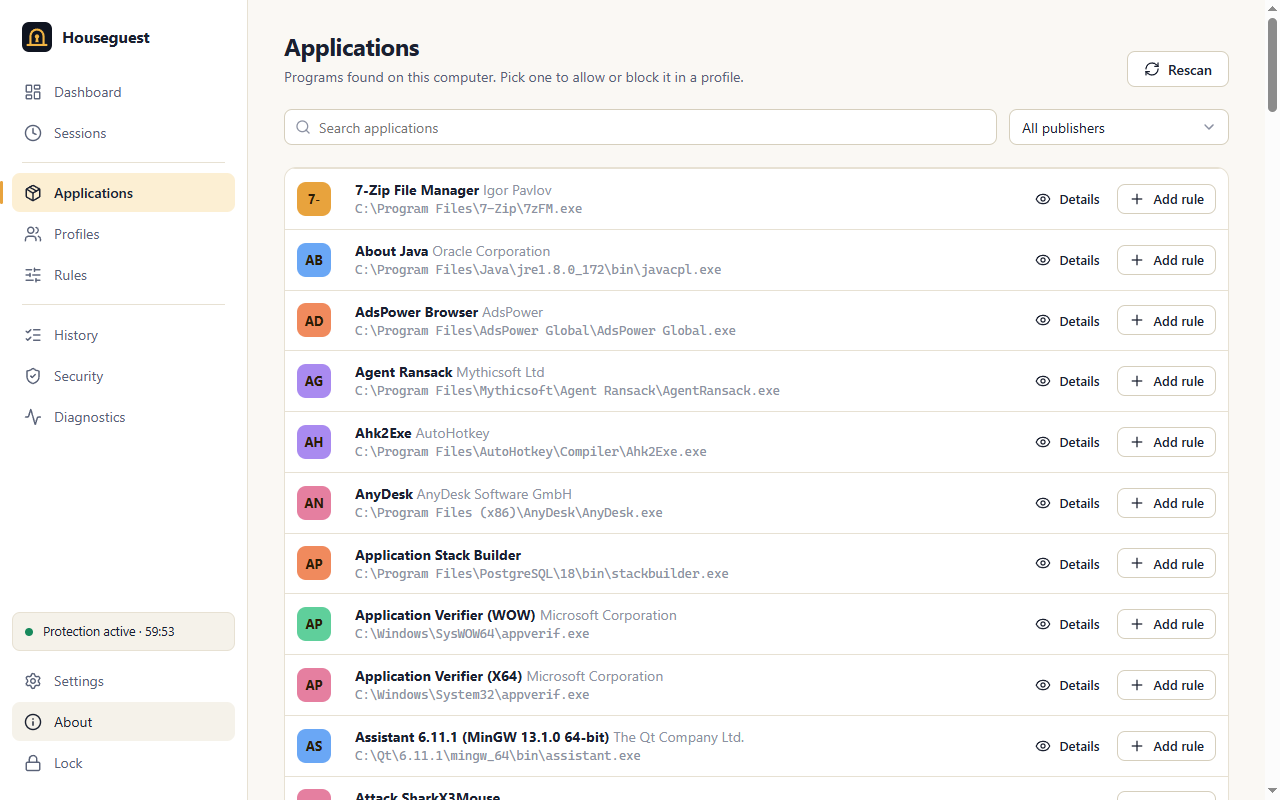 Houseguest
Dashboard
Sessions
Applications
Profiles
Rules
History
Security
Diagnostics
Protection active · 59:53
Settings
About
Lock
Applications
Programs found on this computer. Pick one to allow or block it in a profile.
Rescan
Search applications
All publishers
7-
7-Zip File Manager Igor Pavlov
C:\Program Files\7-Zip\7zFM.exe
Details
Add rule
AB
About Java Oracle Corporation
C:\Program Files\Java\jre1.8.0_172\bin\javacpl.exe
Details
Add rule
AD
AdsPower Browser AdsPower
C:\Program Files\AdsPower Global\AdsPower Global.exe
Details
Add rule
AG
Agent Ransack Mythicsoft Ltd
C:\Program Files\Mythicsoft\Agent Ransack\AgentRansack.exe
Details
Add rule
AH
Ahk2Exe AutoHotkey
C:\Program Files\AutoHotkey\Compiler\Ahk2Exe.exe
Details
Add rule
AN
AnyDesk AnyDesk Software GmbH
C:\Program Files (x86)\AnyDesk\AnyDesk.exe
Details
Add rule
AP
Application Stack Builder
C:\Program Files\PostgreSQL\18\bin\stackbuilder.exe
Details
Add rule
AP
Application Verifier (WOW) Microsoft Corporation
C:\Windows\SysWOW64\appverif.exe
Details
Add rule
AP
Application Verifier (X64) Microsoft Corporation
C:\Windows\System32\appverif.exe
Details
Add rule
AS
Assistant 6.11.1 (MinGW 13.1.0 64-bit) The Qt Company Ltd.
C:\Qt\6.11.1\mingw_64\bin\assistant.exe
Details
Add rule
Attack SharkX3Mouse